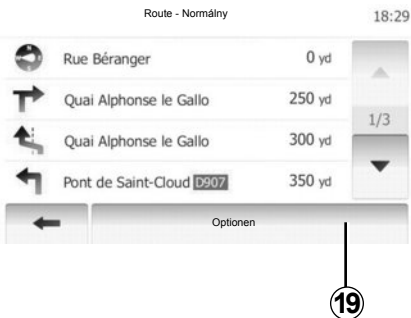 Route - Normálny 18:29
Rue Béranger 0 yd
Quai Alphonse le Gallo 250 yd
1/3
Quai Alphonse le Gallo 300 yd
Pont de Saint-Cloud D907 350 yd
Optionen
19